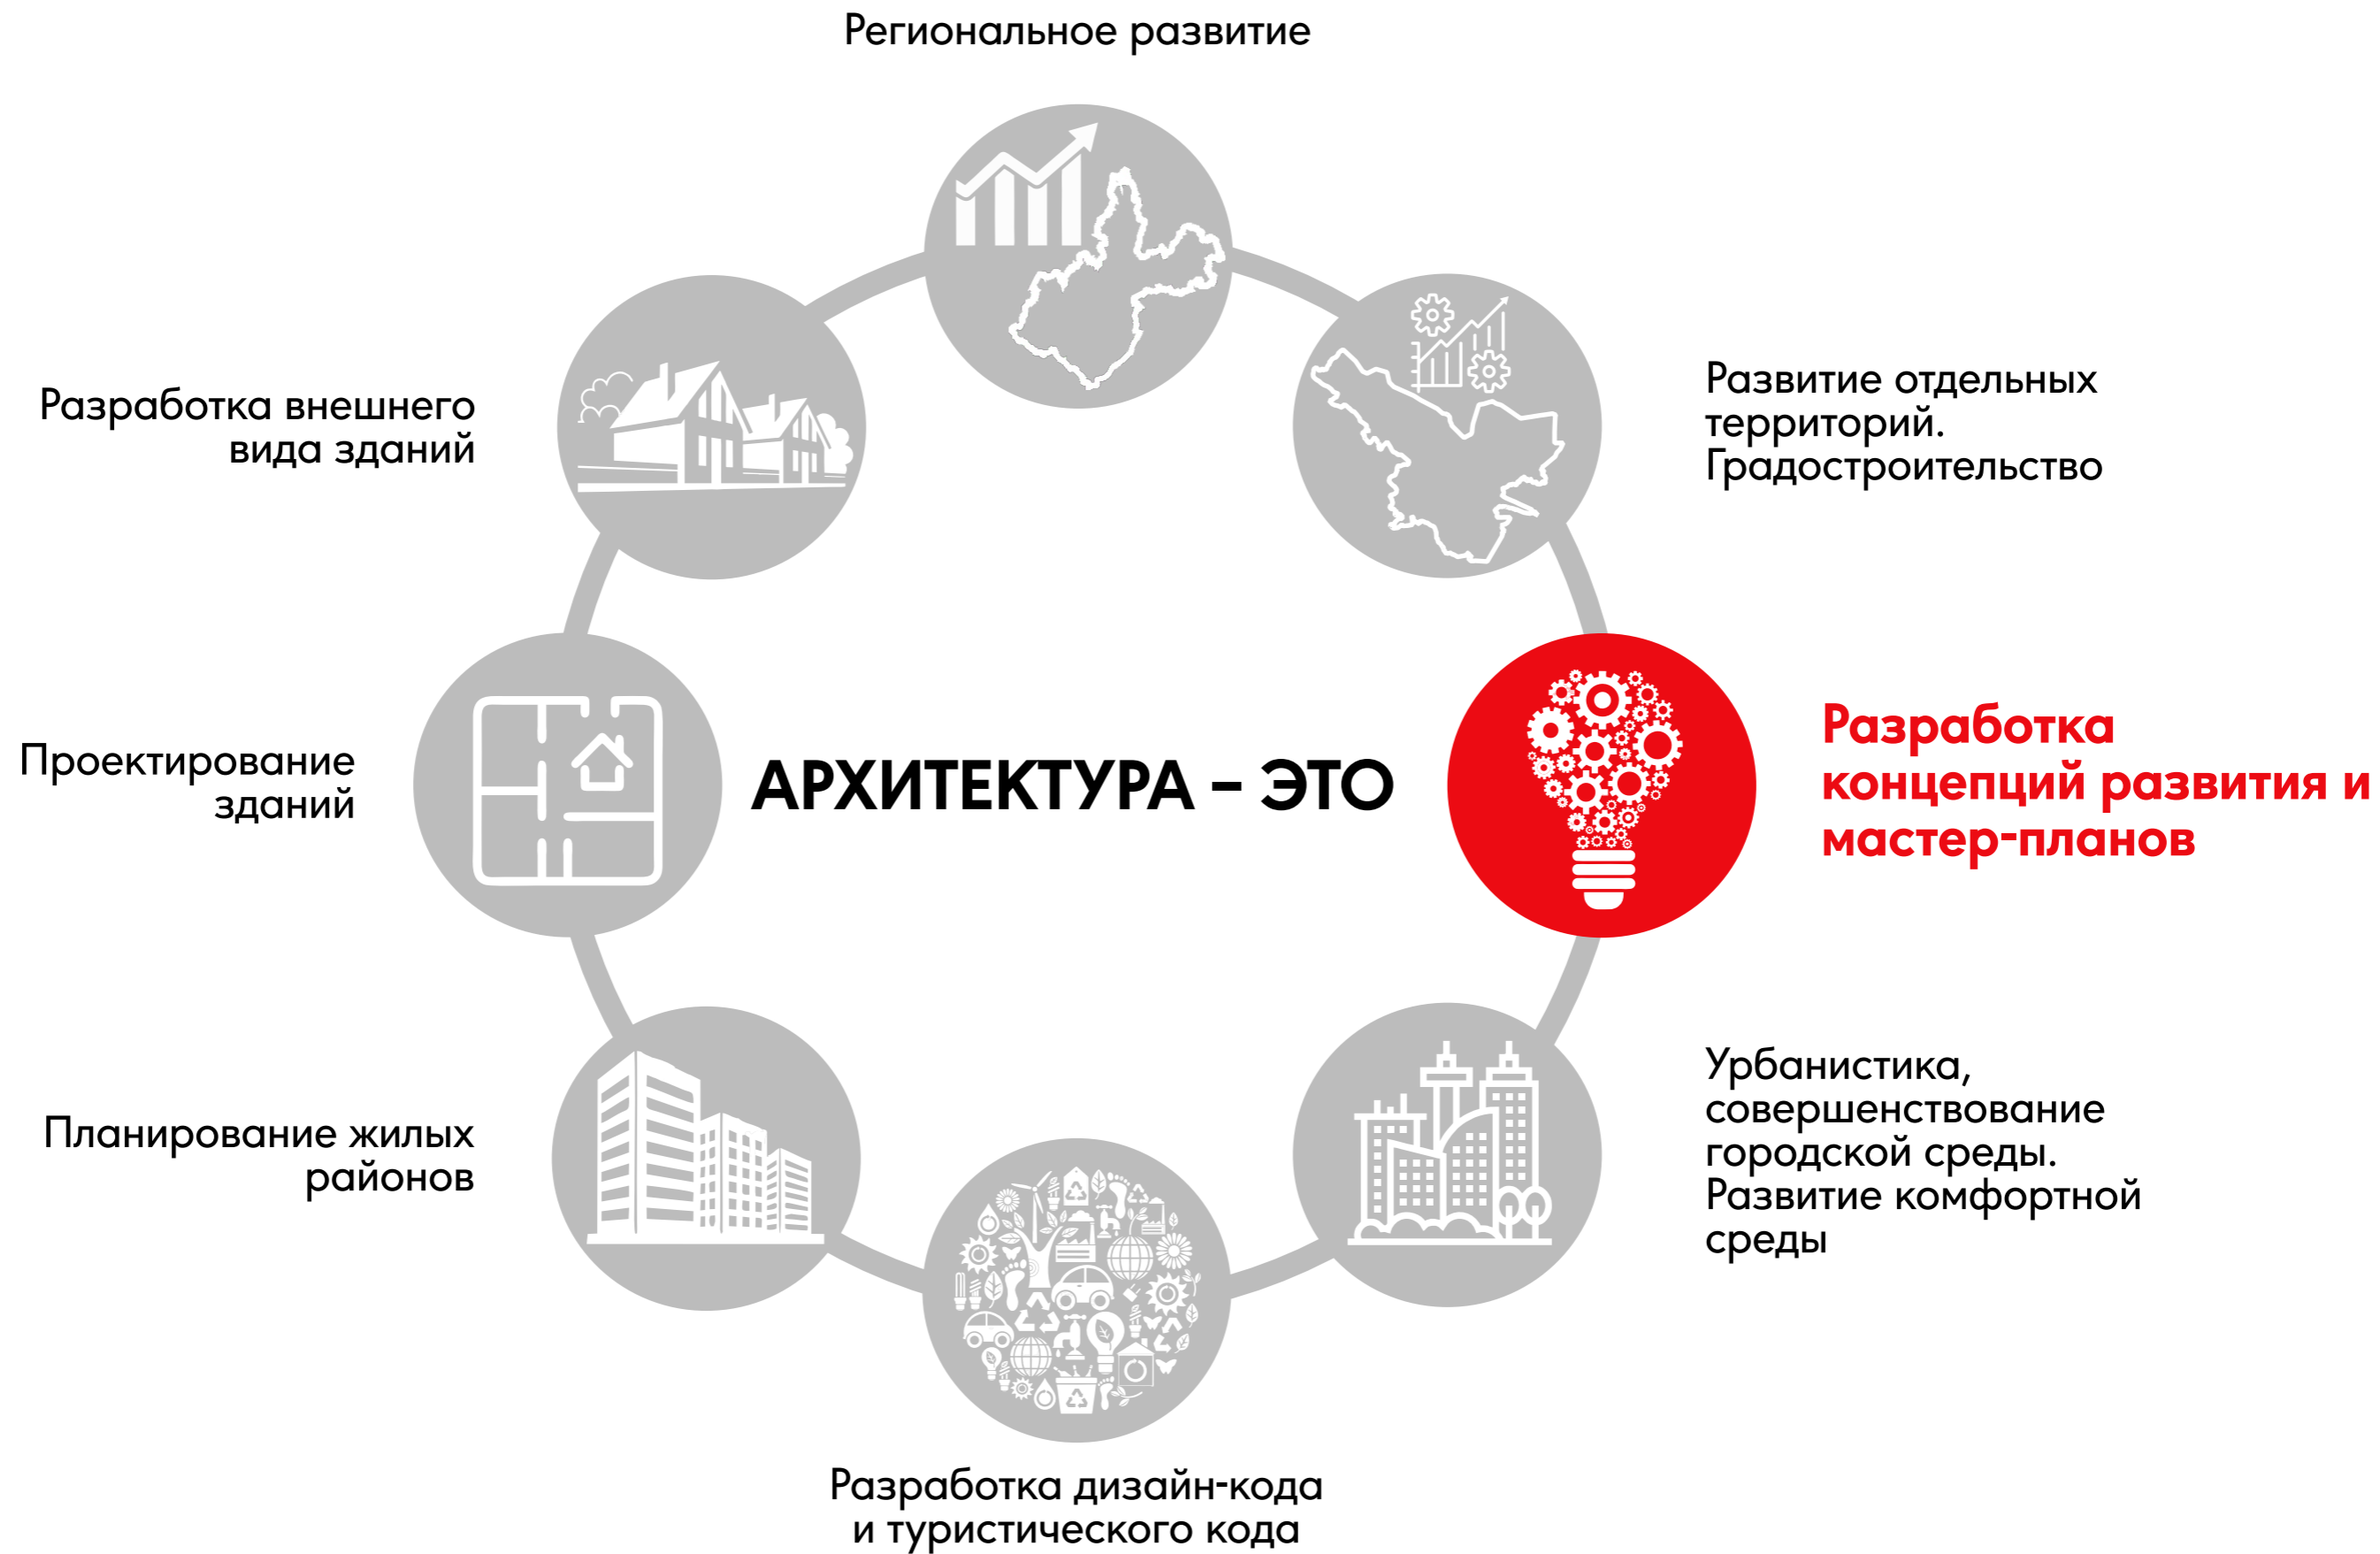 Региональное развитие
Разработка внешнего
вида зданий
Развитие отдельных
территорий.
Градостроительство
Проектирование
зданий
АРХИТЕКТУРА – ЭТО
Разработка
концепций развития и
мастер-планов
Планирование жилых
районов
Урбанистика,
совершенствование
городской среды.
Развитие комфортной
среды
Разработка дизайн-кода
и туристического кода